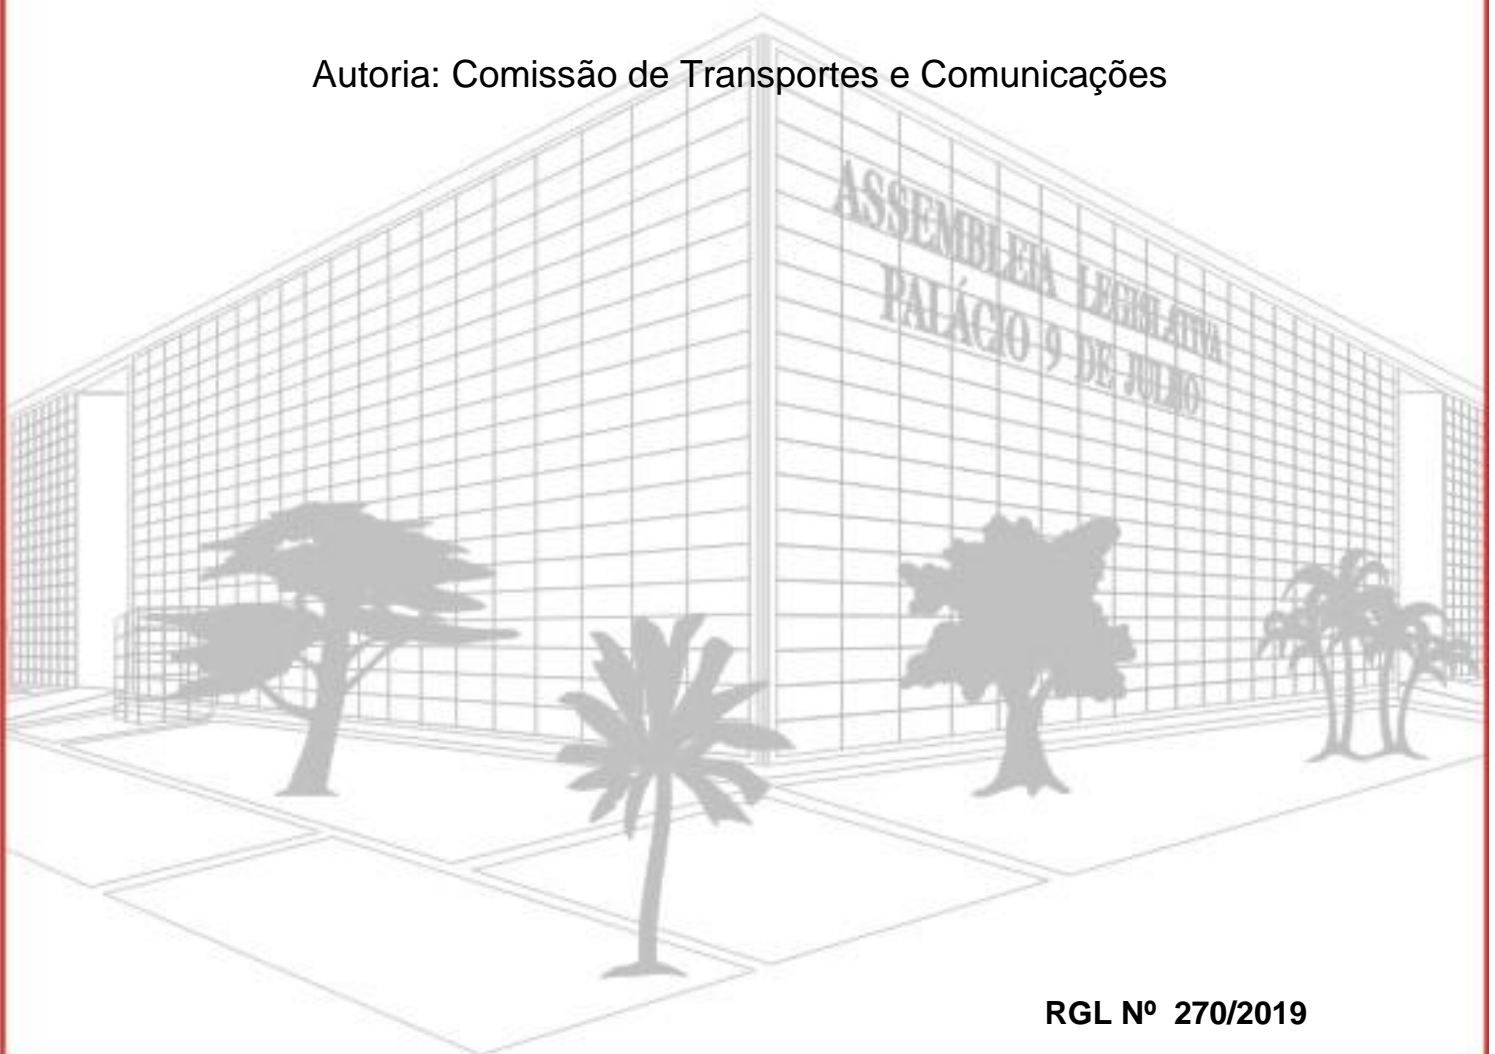 Autoria: Comissão de Transportes e Comunicações
ASSEMBLEIA LEGISLATIVA
PALÁCIO 9 DE JULHO
RGL Nº 270/2019